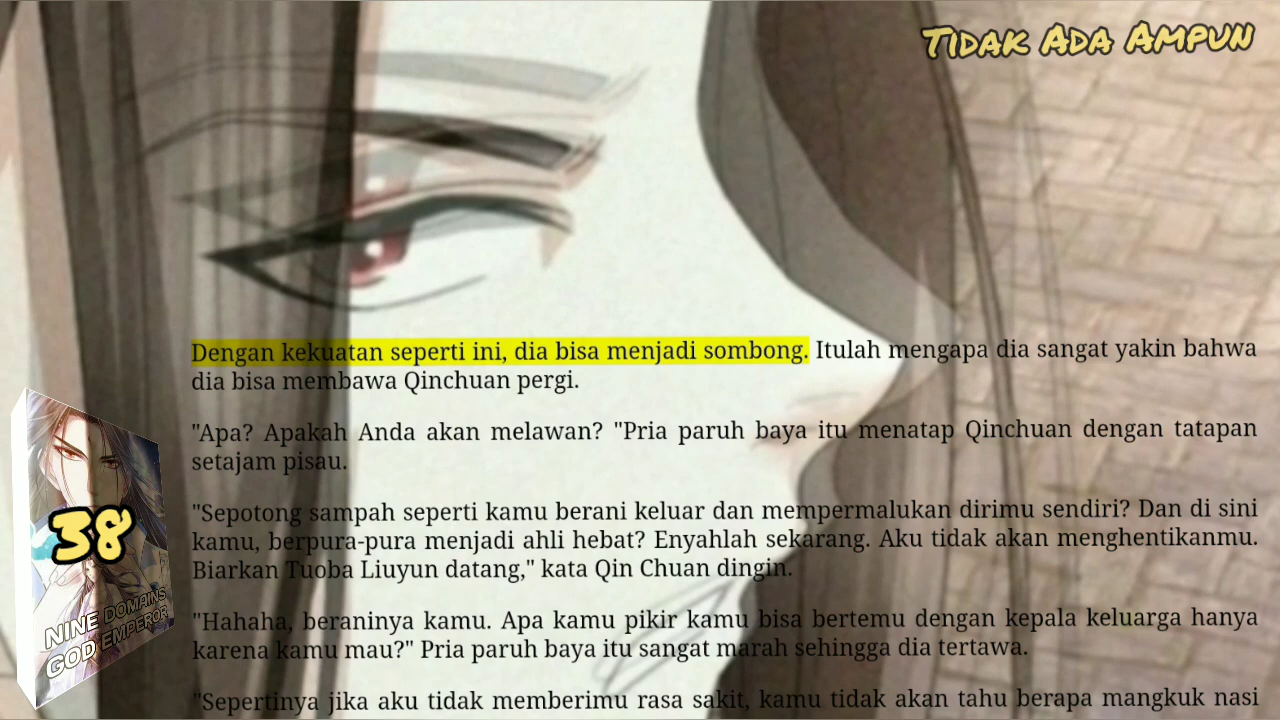 Tidak Ada Ampun
Dengan kekuatan seperti ini, dia bisa menjadi sombong. Itulah mengapa dia sangat yakin bahwa
dia bisa membawa Qinchuan pergi.
"Apa? Apakah Anda akan melawan? "Pria paruh baya itu menatap Qinchuan dengan tatapan
setajam pisau.
"Sepotong sampah seperti kamu berani keluar dan mempermalukan dirimu sendiri? Dan di sini
kamu, berpura-pura menjadi ahli hebat? Enyahlah sekarang. Aku tidak akan menghentikanmu.
Biarkan Tuoba Liuyun datang," kata Qin Chuan dingin.
"Hahaha, beraninya kamu. Apa kamu pikir kamu bisa bertemu dengan kepala keluarga hanya
karena kamu mau?" Pria paruh baya itu sangat marah sehingga dia tertawa.
"Sepertinya jika aku tidak memberimu rasa sakit, kamu tidak akan tahu berapa mangkuk nasi
38
NINE DOMAINS
GOD EMPEROR